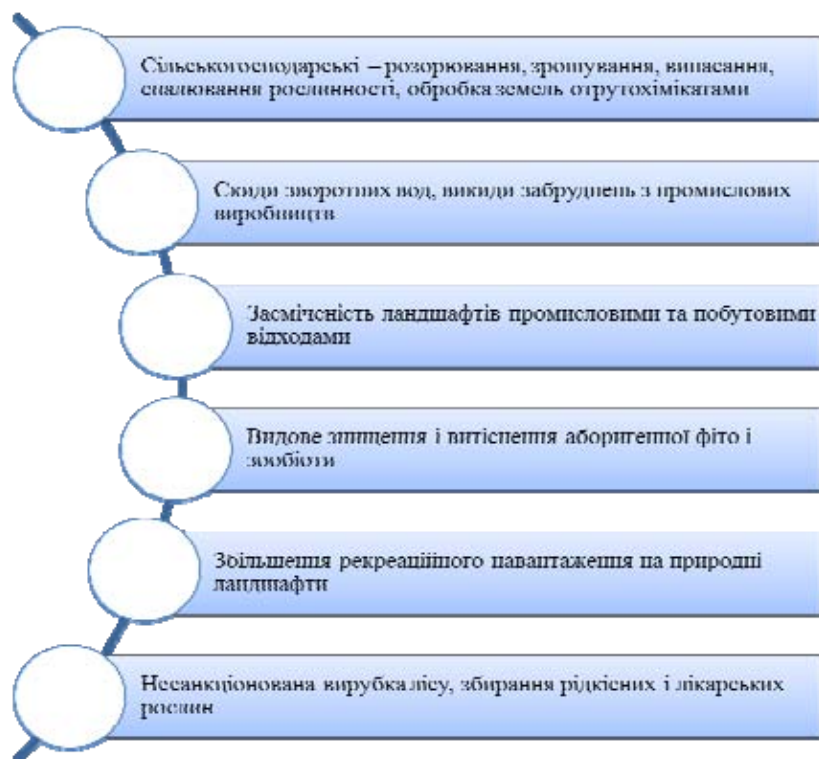 Сільськогосподарські – розорювання, зрошування, випасання,
спалювання рослинності, обробка земель отрутохімікатами
Скиди зворотних вод, викиди забруднень з промислових
виробництв
Засміченість ландшафтів промисловими та побутовими
відходами
Видове знищення і витіснення аборигенної фіто і
зообіоти
Збільшення рекреаційного навантаження на природні
ландшафти
Несанкціонована вирубка лісу, збирання рідкісних і лікарських
рослин